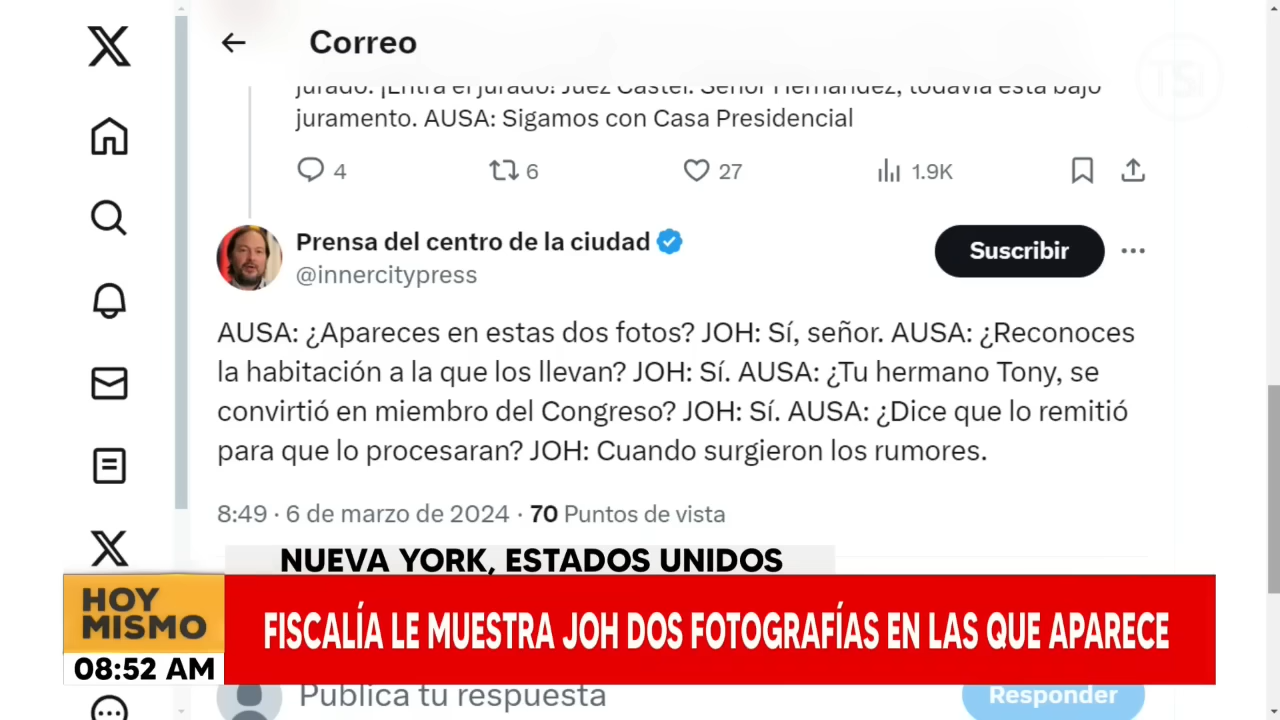 Correo
TSi
jurado. ¡Entra el jurado! Juez Castel: Señor Hernández, todavía está bajo
juramento. AUSA: Sigamos con Casa Presidencial
4 6 27 1.9K
Prensa del centro de la ciudad
@innercitypress
Suscribir
AUSA: ¿Apareces en estas dos fotos? JOH: Sí, señor. AUSA: ¿Reconoces
la habitación a la que los llevan? JOH: Sí. AUSA: ¿Tu hermano Tony, se
convirtió en miembro del Congreso? JOH: Sí. AUSA: ¿Dice que lo remitió
para que lo procesaran? JOH: Cuando surgieron los rumores.
8:49 · 6 de marzo de 2024 · 70 Puntos de vista
NUEVA YORK, ESTADOS UNIDOS
HOY
MISMO
FISCALÍA LE MUESTRA JOH DOS FOTOGRAFÍAS EN LAS QUE APARECE
08:52 AM
Publica tu respuesta
Responder